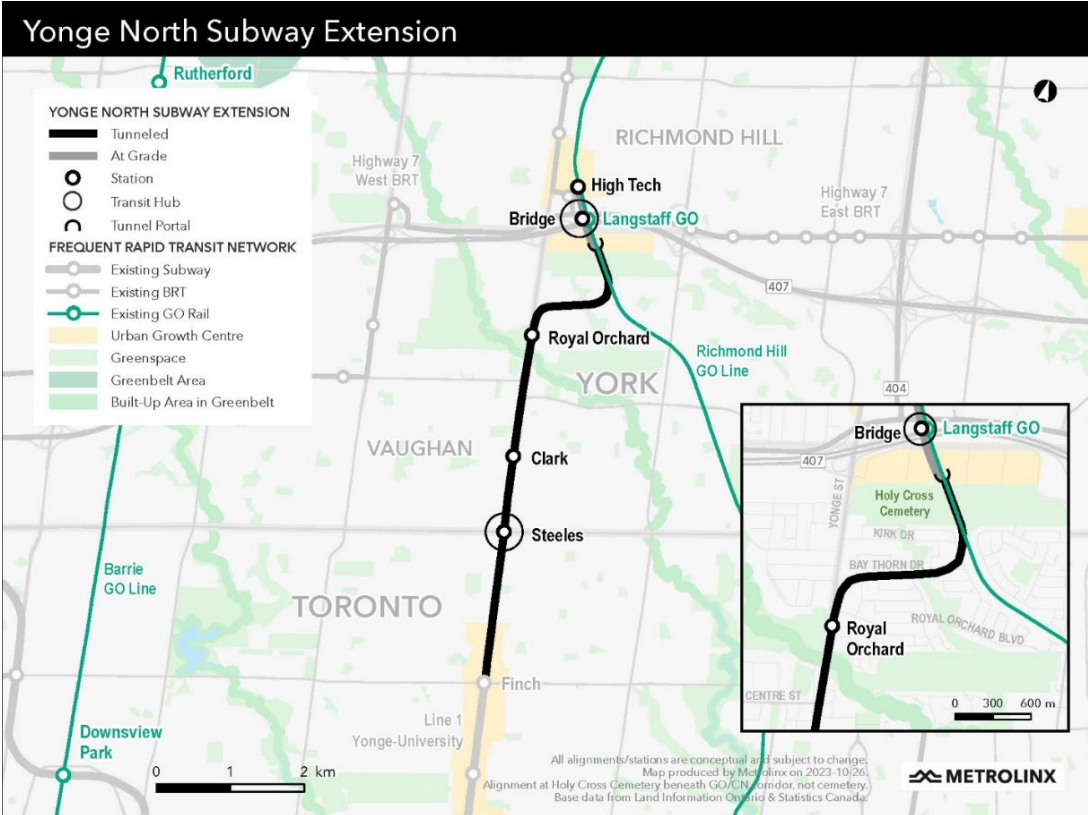 Yonge North Subway Extension
Rutherford
YONGE NORTH SUBWAY EXTENSION
Tunneled
At Grade
Station
Transit Hub
Tunnel Portal
FREQUENT RAPID TRANSIT NETWORK
Existing Subway
Existing BRT
Existing GO Rail
Urban Growth Centre
Greenspace
Greenbelt Area
Built-Up Area in Greenbelt
Highway 7
West BRT
RICHMOND HILL
High Tech
Bridge
Langstaff GO
Highway 7
East BRT
407
Royal Orchard
Richmond Hill
GO Line
YORK
404
VAUGHAN
Clark
Steeles
Barrie
GO Line
TORONTO
Finch
Line 1
Yonge-University
Downsview
Park
0 1 2 km
Bridge
Langstaff GO
407
YONGE ST
Holy Cross
Cemetery
KIRK DR
BAY THORN DR
ROYAL ORCHARD BLVD
Royal
Orchard
CENTRE ST
0 300 600 m
All alignments/stations are conceptual and subject to change.
Map produced by Metrolinx on 2023-10-26.
Alignment at Holy Cross Cemetery beneath GO/CN corridor, not cemetery.
Base data from Land Information Ontario & Statistics Canada.
METROLINX